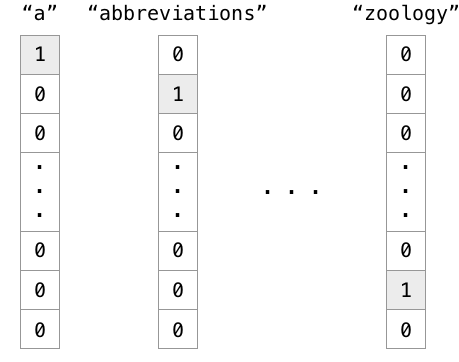 “a” “abbreviations” “zoology”
1 0 0
0 1 0
0 0 0
. . .
. . . . . .
. . .
0 0 0
0 0 1
0 0 0